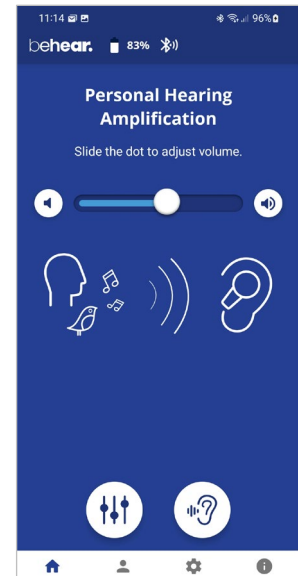 11:14 96%
behear. 83%
Personal Hearing
Amplification
Slide the dot to adjust volume.